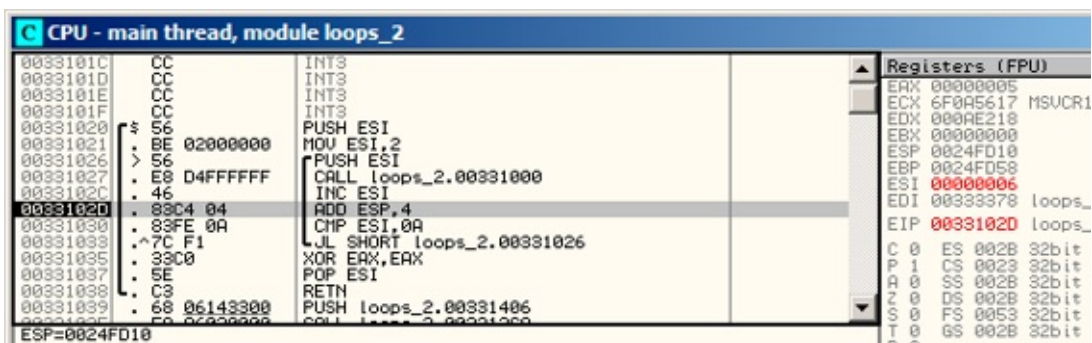 C CPU - main thread, module loops_2
0033101C CC INT3
0033101D CC INT3
0033101E CC INT3
0033101F CC INT3
00331020 $ 56 PUSH ESI
00331021 . BE 02000000 MOV ESI,2
00331026 > 56 PUSH ESI
00331027 . E8 D4FFFFFF CALL loops_2.00331000
0033102C . 46 INC ESI
0033102D . 83C4 04 ADD ESP,4
00331030 . 83FE 0A CMP ESI,0A
00331033 .^7C F1 JL SHORT loops_2.00331026
00331035 . 33C0 XOR EAX,EAX
00331037 . 5E POP ESI
00331038 . C3 RETN
00331039 . 68 06143300 PUSH loops_2.00331406
ESP=0024FD10
Registers (FPU)
EAX 00000005
ECX 6F0A5617 MSVCR1
EDX 000AE218
EBX 00000000
ESP 0024FD10
EBP 0024FD58
ESI 00000006
EDI 00333378 loops_
EIP 0033102D loops_
C 0 ES 002B 32bit
P 1 CS 0023 32bit
A 0 SS 002B 32bit
Z 0 DS 002B 32bit
S 0 FS 0053 32bit
T 0 GS 002B 32bit